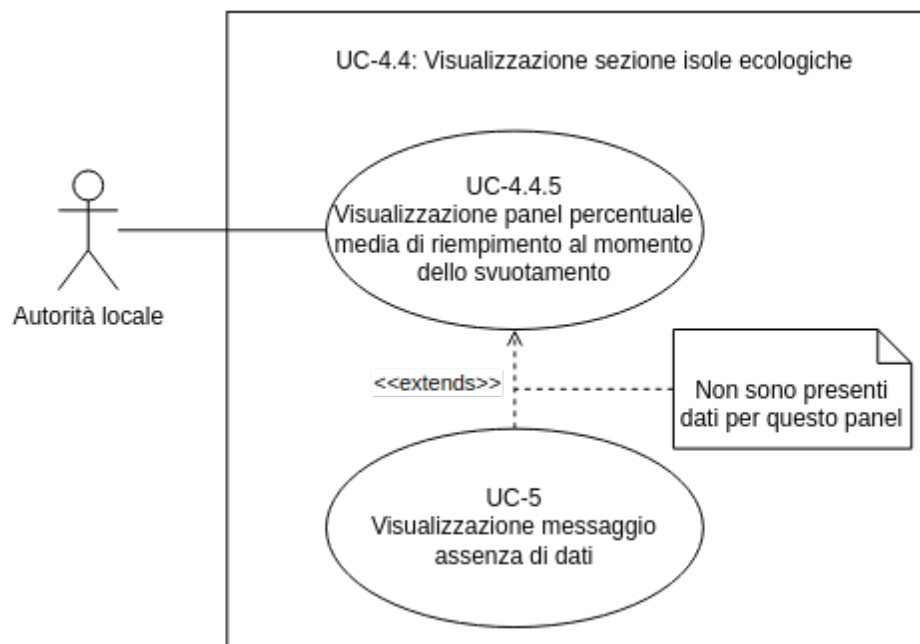 UC-4.4: Visualizzazione sezione isole ecologiche
UC-4.4.5
Visualizzazione panel percentuale
media di riempimento al momento
dello svuotamento
Autorità locale
<<extends>>
Non sono presenti
dati per questo panel
UC-5
Visualizzazione messaggio
assenza di dati